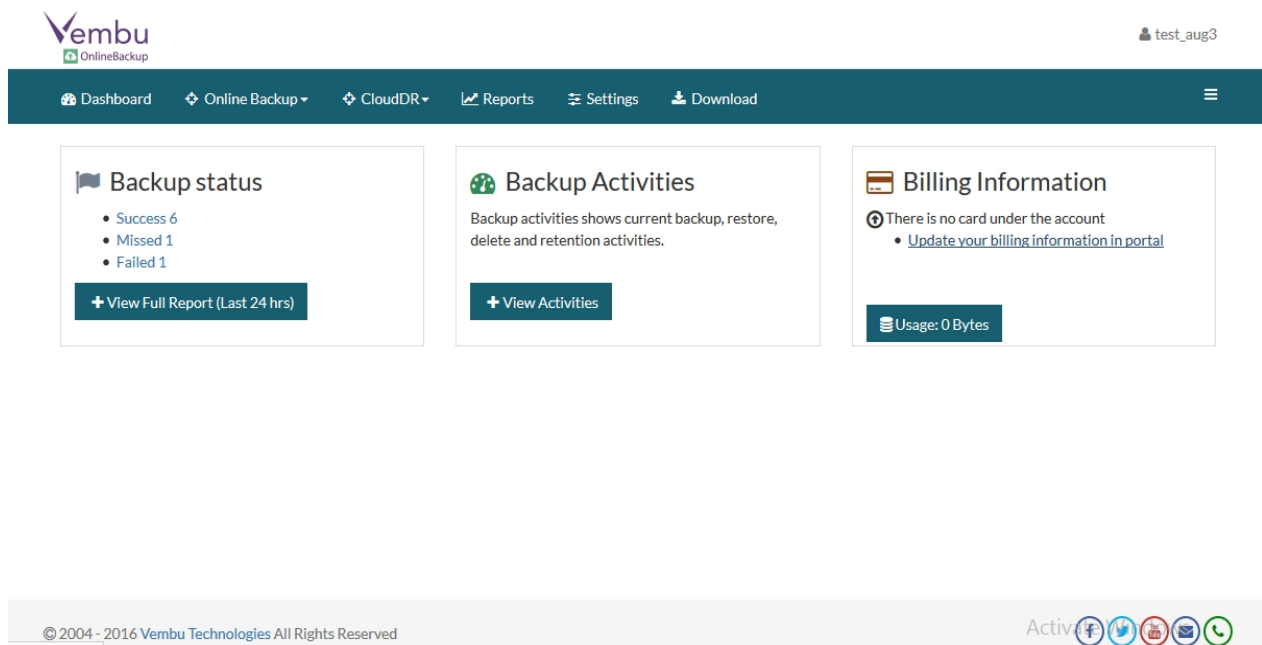 Vembu
OnlineBackup
test_aug3
Dashboard Online Backup CloudDR Reports Settings Download
Backup status
• Success 6
• Missed 1
• Failed 1
View Full Report (Last 24 hrs)
Backup Activities
Backup activities shows current backup, restore,
delete and retention activities.
View Activities
Billing Information
There is no card under the account
• Update your billing information in portal
Usage: 0 Bytes
© 2004 - 2016 Vembu Technologies All Rights Reserved
Activate Windows